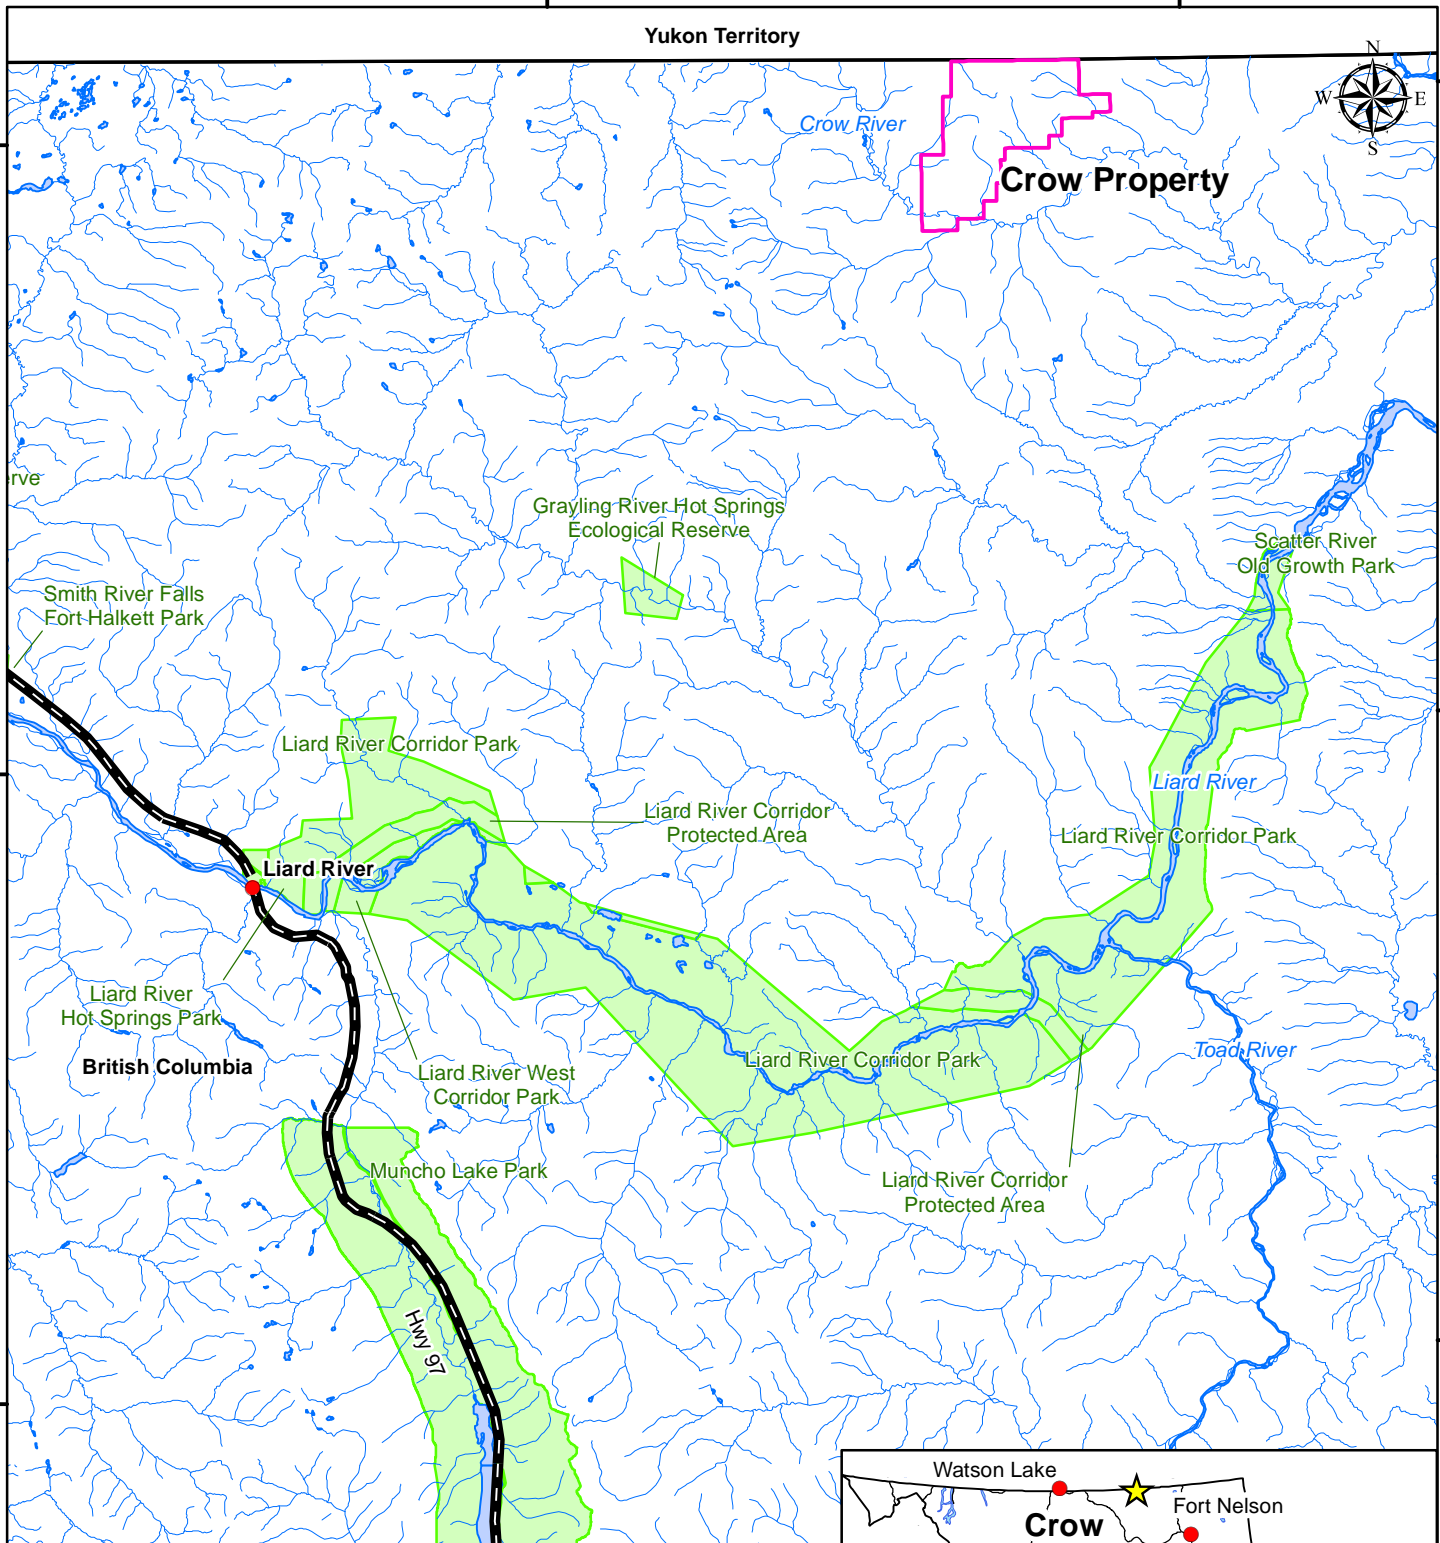 Yukon Territory
N
W
E
S
Crow River
Crow Property
erve
Grayling River Hot Springs
Ecological Reserve
Scatter River
Old Growth Park
Smith River Falls
Fort Halkett Park
Liard River Corridor Park
Liard River
Liard River Corridor
Protected Area
Liard River Corridor Park
Liard River
Liard River
Hot Springs Park
British Columbia
Liard River West
Corridor Park
Liard River Corridor Park
Toad River
Muncho Lake Park
Liard River Corridor
Protected Area
Hwy 97
Watson Lake
Fort Nelson
Crow